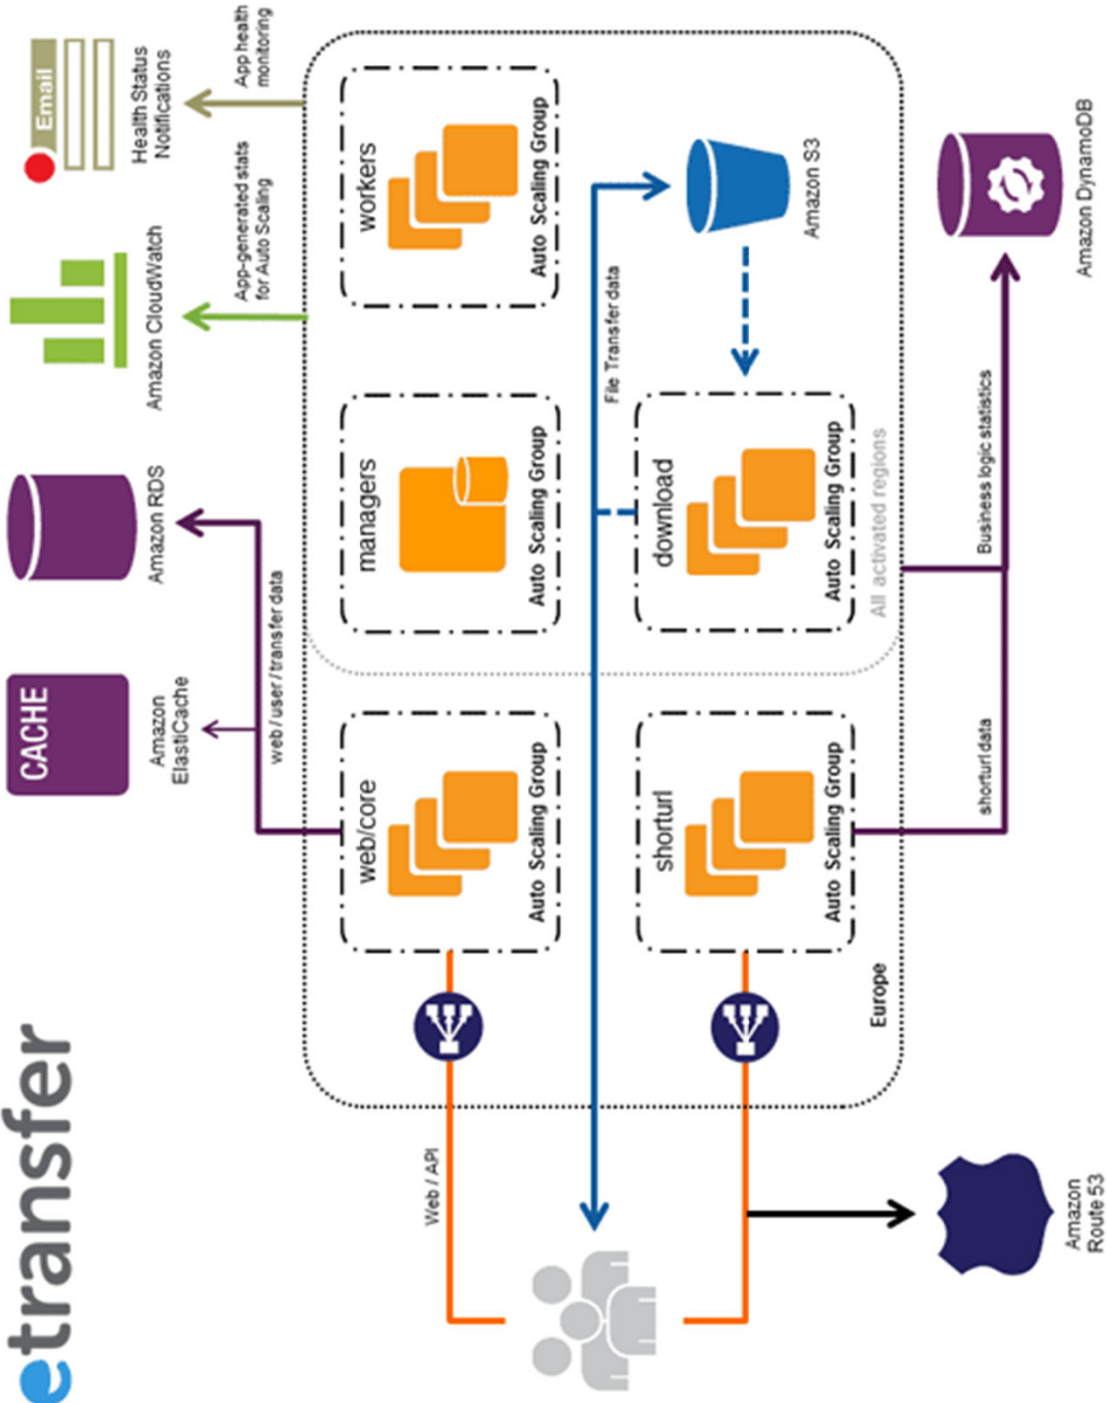 etransfer
CACHE
Amazon
ElastiCache
Amazon RDS
Amazon CloudWatch
Email
Health Status
Notifications
web / user / transfer data
App-generated stats
for Auto Scaling
App health
monitoring
Web / API
web/core
Auto Scaling Group
managers
Auto Scaling Group
workers
Auto Scaling Group
File Transfer data
shorturl
Auto Scaling Group
download
Auto Scaling Group
Amazon S3
Europe
All activated regions
Amazon
Route 53
shorturl data
Business logic statistics
Amazon DynamoDB